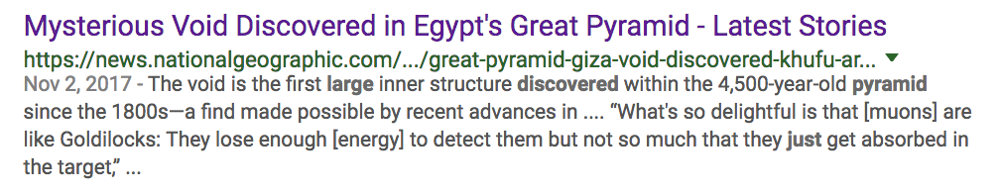 Mysterious Void Discovered in Egypt's Great Pyramid - Latest Stories
https://news.nationalgeographic.com/.../great-pyramid-giza-void-discovered-khufu-ar...
Nov 2, 2017 - The void is the first large inner structure discovered within the 4,500-year-old pyramid
since the 1800s—a find made possible by recent advances in .... “What's so delightful is that [muons] are
like Goldilocks: They lose enough [energy] to detect them but not so much that they just get absorbed in
the target,” ...